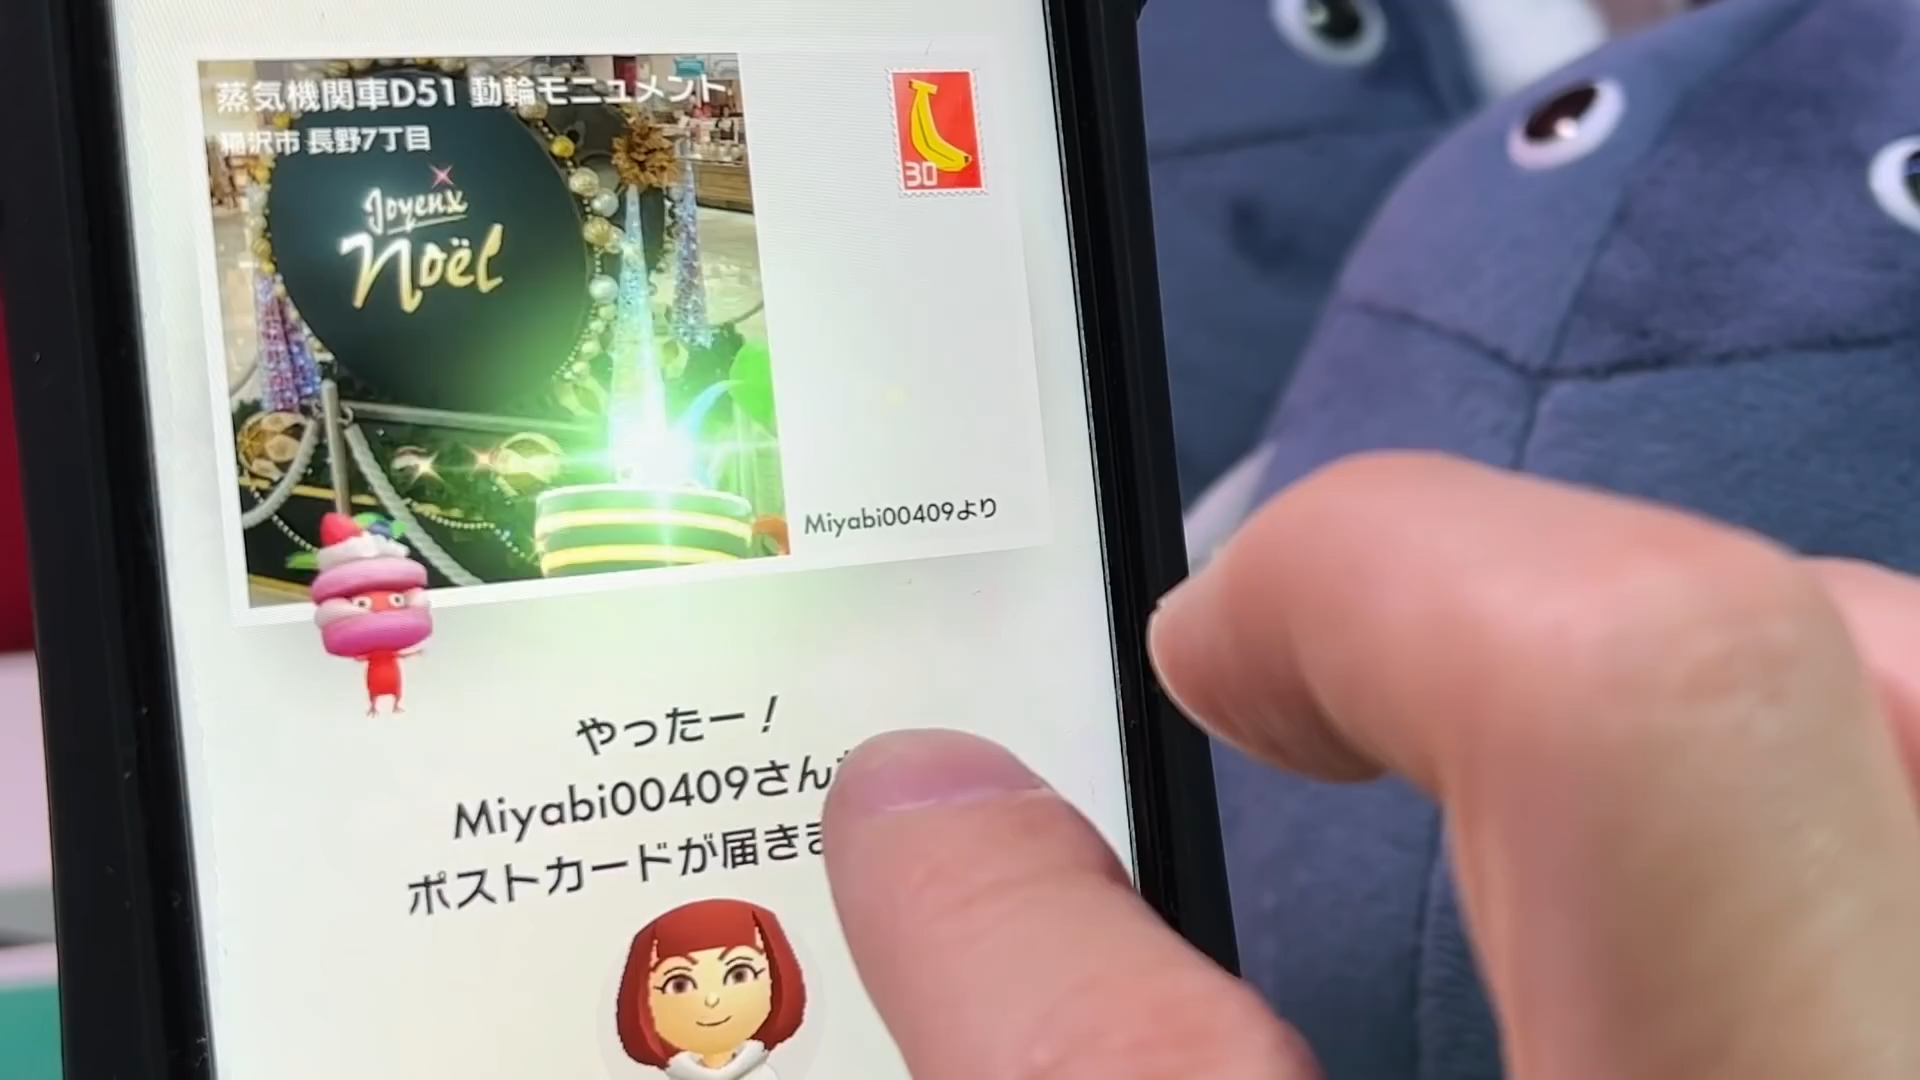 蒸気機関車D51 動輪モニュメント
稲沢市 長野7丁目
Joyeux
Noël
30
Miyabi00409より
やったー！
Miyabi00409さん
ポストカードが届きま